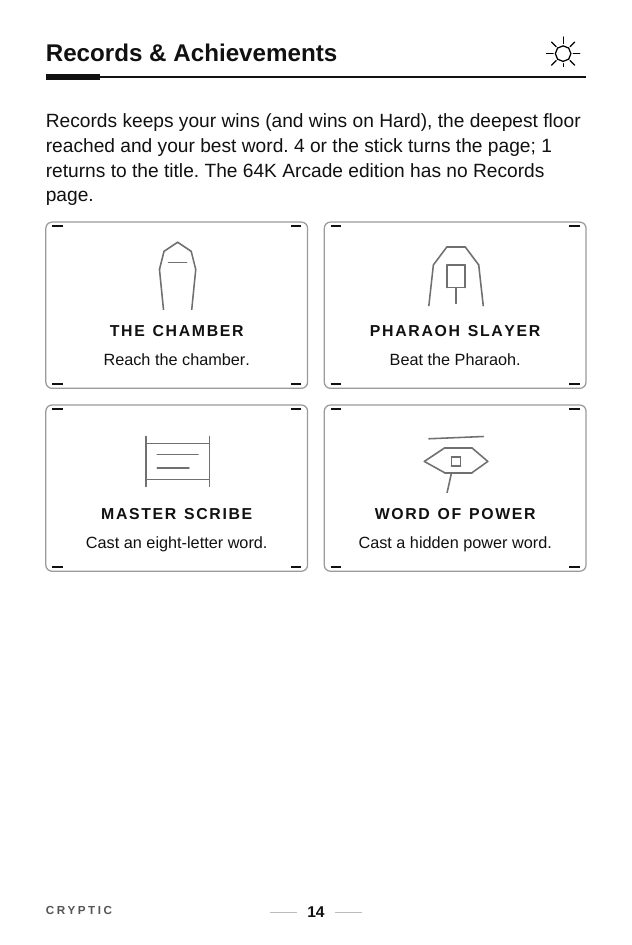 Records & Achievements
Records keeps your wins (and wins on Hard), the deepest floor
reached and your best word. 4 or the stick turns the page; 1
returns to the title. The 64K Arcade edition has no Records
page.
THE CHAMBER
Reach the chamber.
PHARAOH SLAYER
Beat the Pharaoh.
MASTER SCRIBE
Cast an eight-letter word.
WORD OF POWER
Cast a hidden power word.
CRYPTIC
14